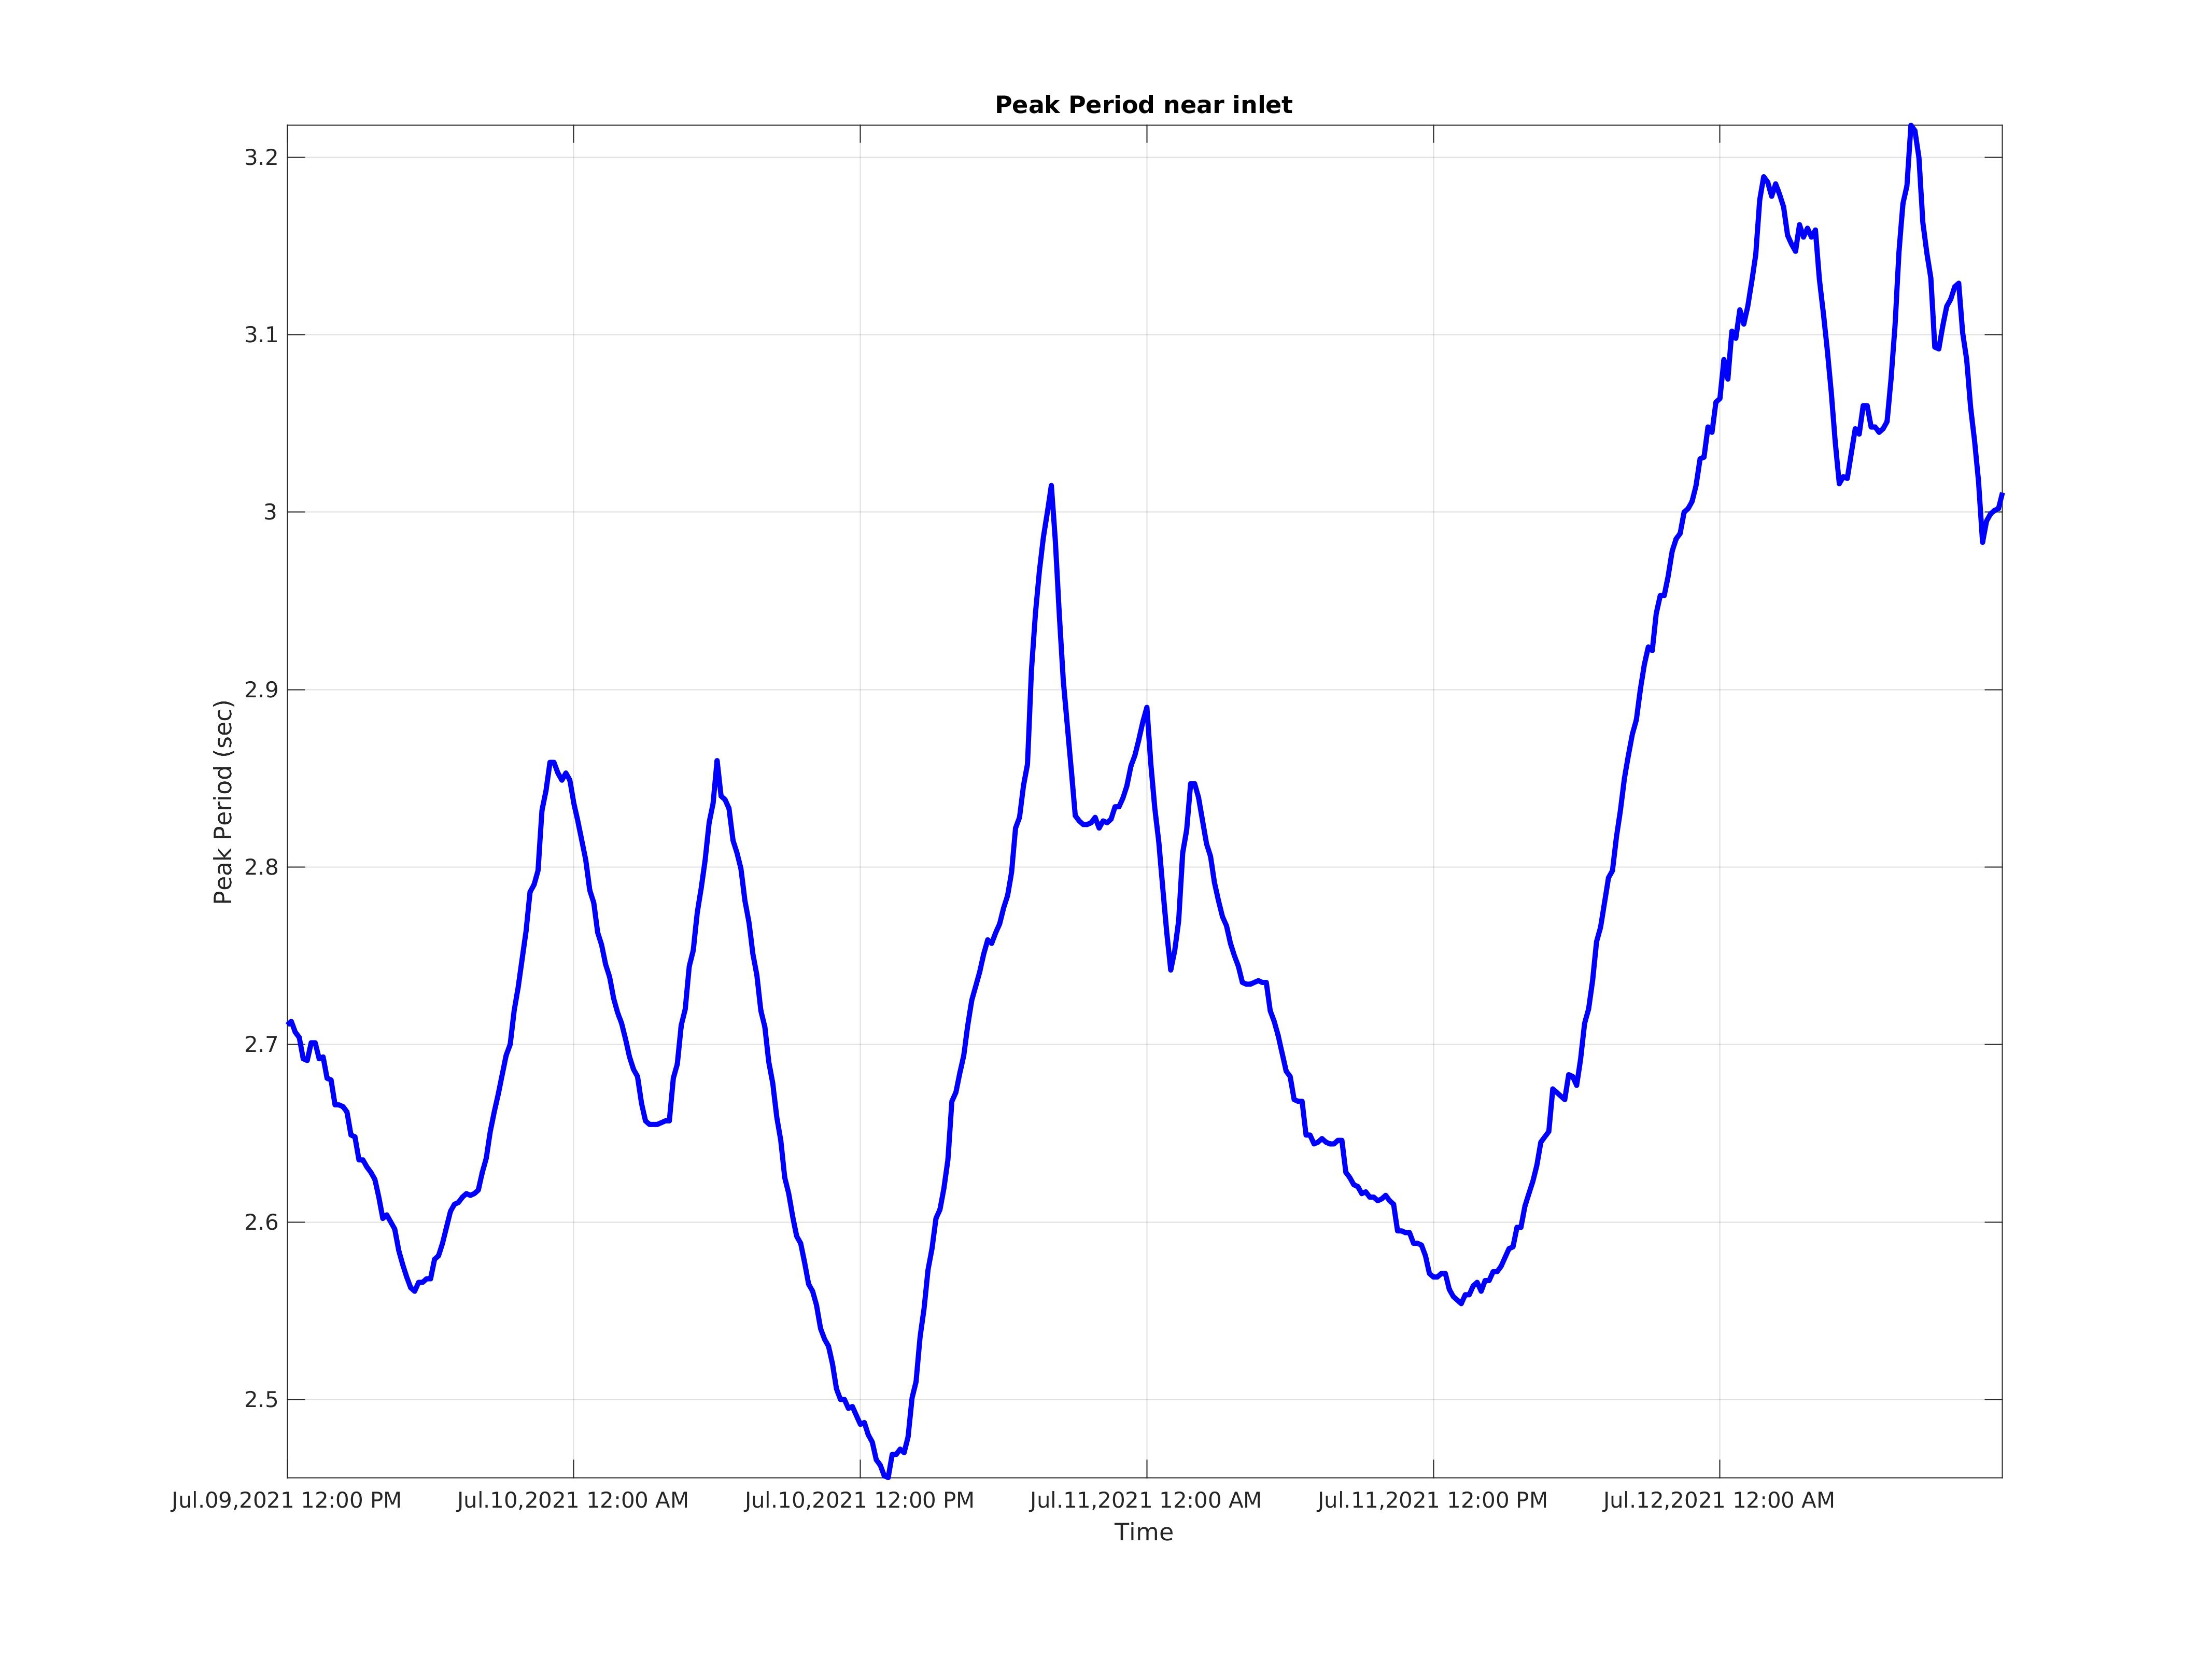 Peak Period near inlet
3.2
3.1
3
2.9
2.8
2.7
2.6
2.5
Peak Period (sec)
Jul.09,2021 12:00 PM
Jul.10,2021 12:00 AM
Jul.10,2021 12:00 PM
Jul.11,2021 12:00 AM
Jul.11,2021 12:00 PM
Jul.12,2021 12:00 AM
Time